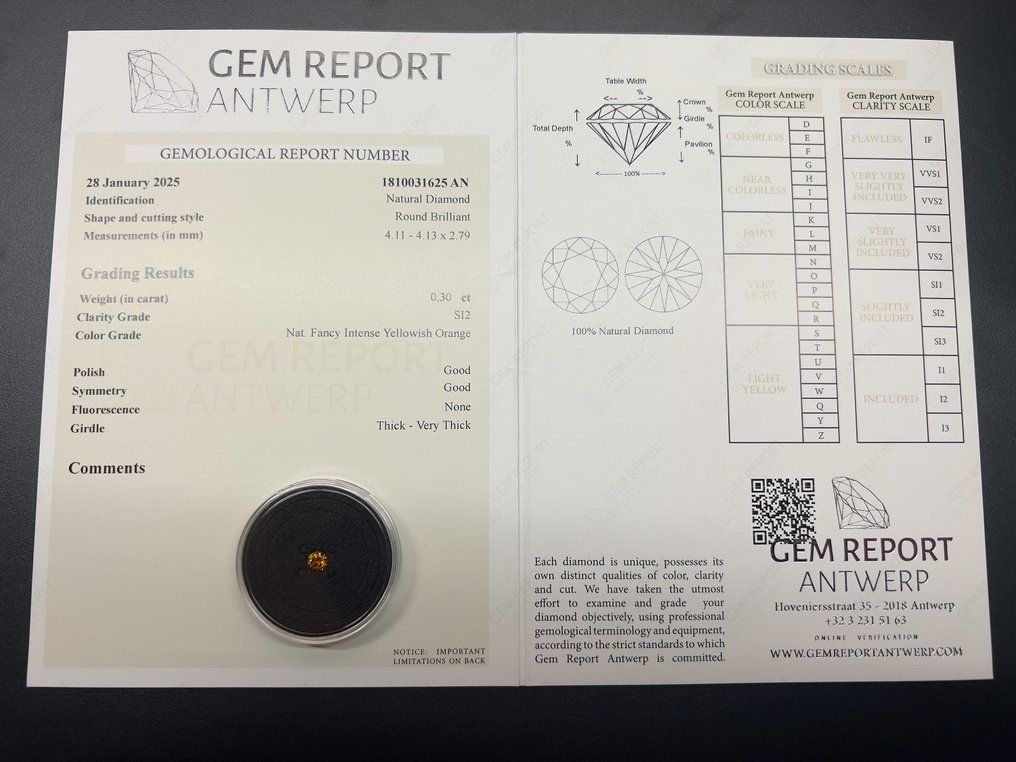 GEM REPORT
ANTWERP
GEMOLOGICAL REPORT NUMBER
28 January 2025 1810031625 AN
Identification Natural Diamond
Shape and cutting style Round Brilliant
Measurements (in mm) 4.11 - 4.13 x 2.79
Grading Results
Weight (in carat) 0,30 ct
Clarity Grade SI2
Color Grade Nat. Fancy Intense Yellowish Orange
GEM REPORT
ANTWERP
Polish Good
Symmetry Good
Fluorescence None
Girdle Thick - Very Thick
Comments
NOTICE: IMPORTANT
LIMITATIONS ON BACK
Table Width
%
Crown
%
Girdle
%
Total Depth
%
Pavilion
%
100%
100% Natural Diamond
Each diamond is unique, possesses its
own distinct qualities of color, clarity
and cut. We have taken the utmost
effort to examine and grade your
diamond objectively, using professional
gemological terminology and equipment,
according to the strict standards to which
Gem Report Antwerp is committed.
GRADING SCALES
Gem Report Antwerp
COLOR SCALE
COLORLESS
D
E
F
NEAR
COLORLESS
G
H
I
J
FAINT
K
L
M
VERY
LIGHT
N
O
P
Q
R
LIGHT
YELLOW
S
T
U
V
W
Q
Y
Z
Gem Report Antwerp
CLARITY SCALE
FLAWLESS
IF
VERY VERY
SLIGHTLY
INCLUDED
VVS1
VVS2
VERY
SLIGHTLY
INCLUDED
VS1
VS2
SLIGHTLY
INCLUDED
SI1
SI2
SI3
INCLUDED
I1
I2
I3
GEM REPORT
ANTWERP
Hoveniersstraat 35 - 2018 Antwerp
+32 3 231 51 63
ONLINE VERIFICATION
WWW.GEMREPORTANTWERP.COM